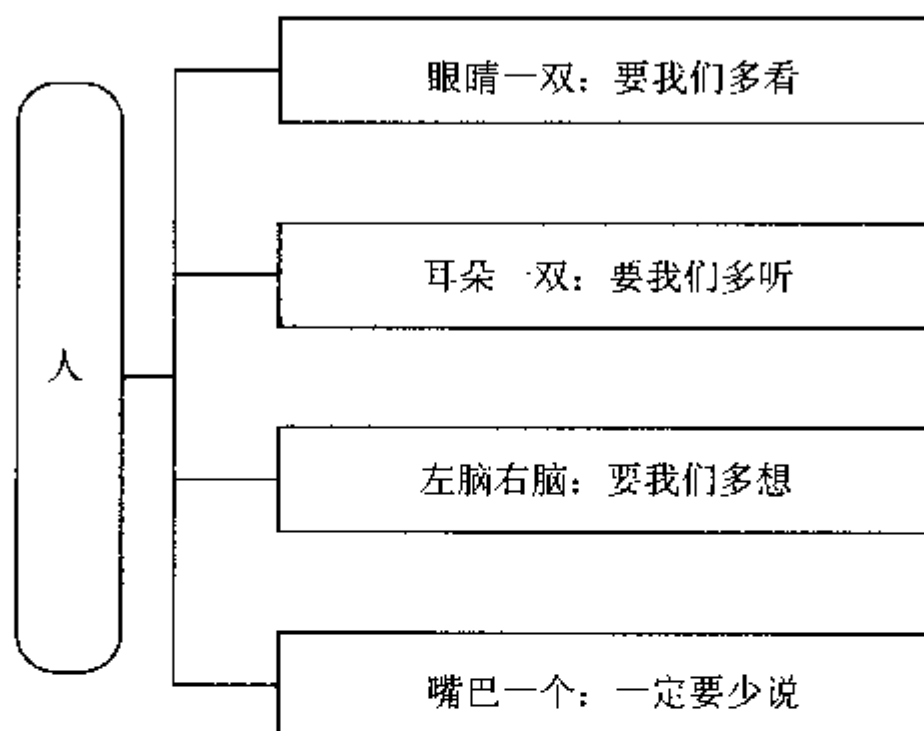 眼睛一双：要我们多看
耳朵一双：要我们多听
人
左脑右脑：要我们多想
嘴巴一个：一定要少说